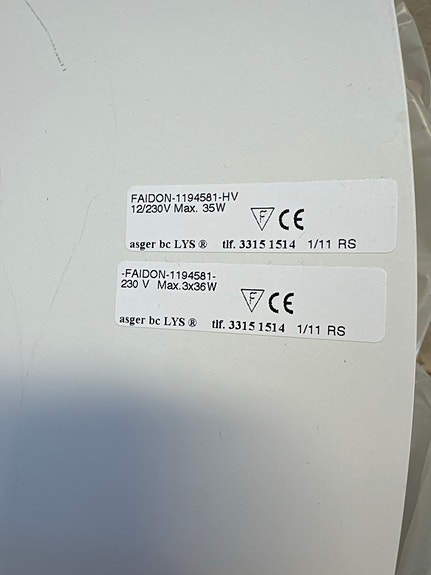 FAIDON-1194581-HV
12/230V Max. 35W
F CE
asger bc LYS ® tlf. 3315 1514 1/11 RS
-FAIDON-1194581-
230 V Max.3x36W
F CE
asger bc LYS ® tlf. 3315 1514 1/11 RS